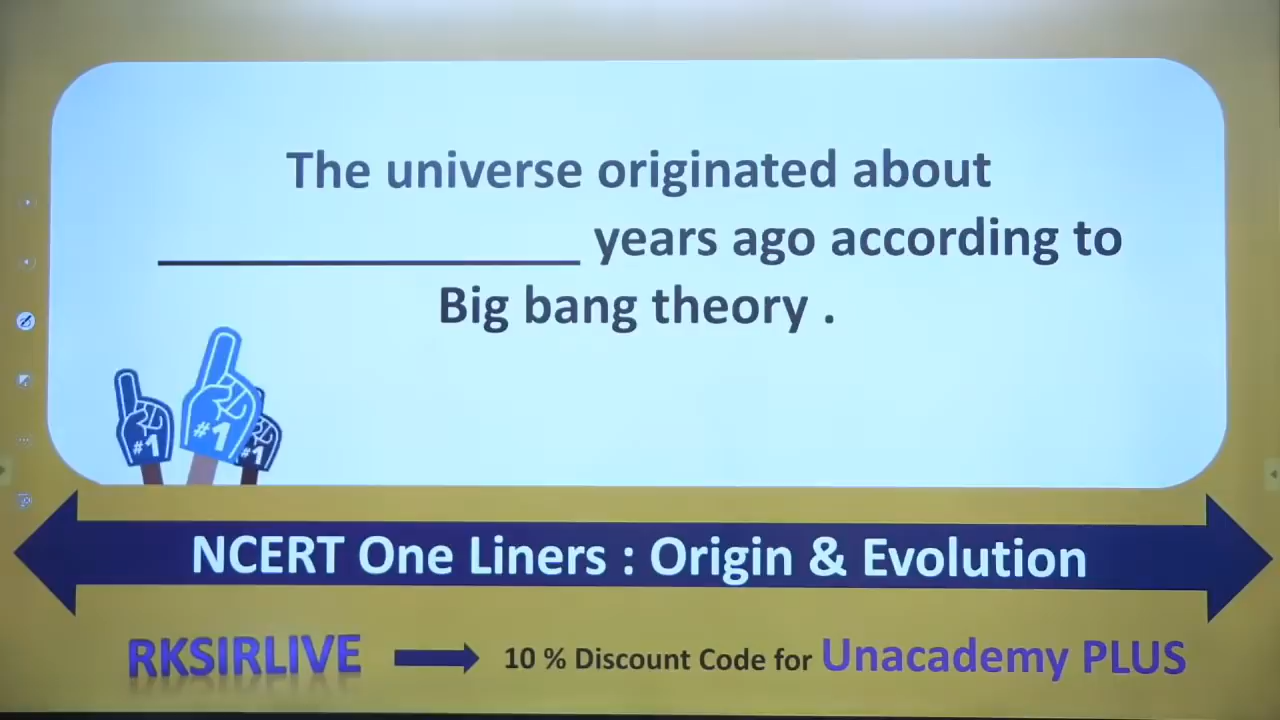 The universe originated about
______________ years ago according to
Big bang theory .
#1 #1 #1
NCERT One Liners : Origin & Evolution
RKSIRLIVE 10 % Discount Code for Unacademy PLUS